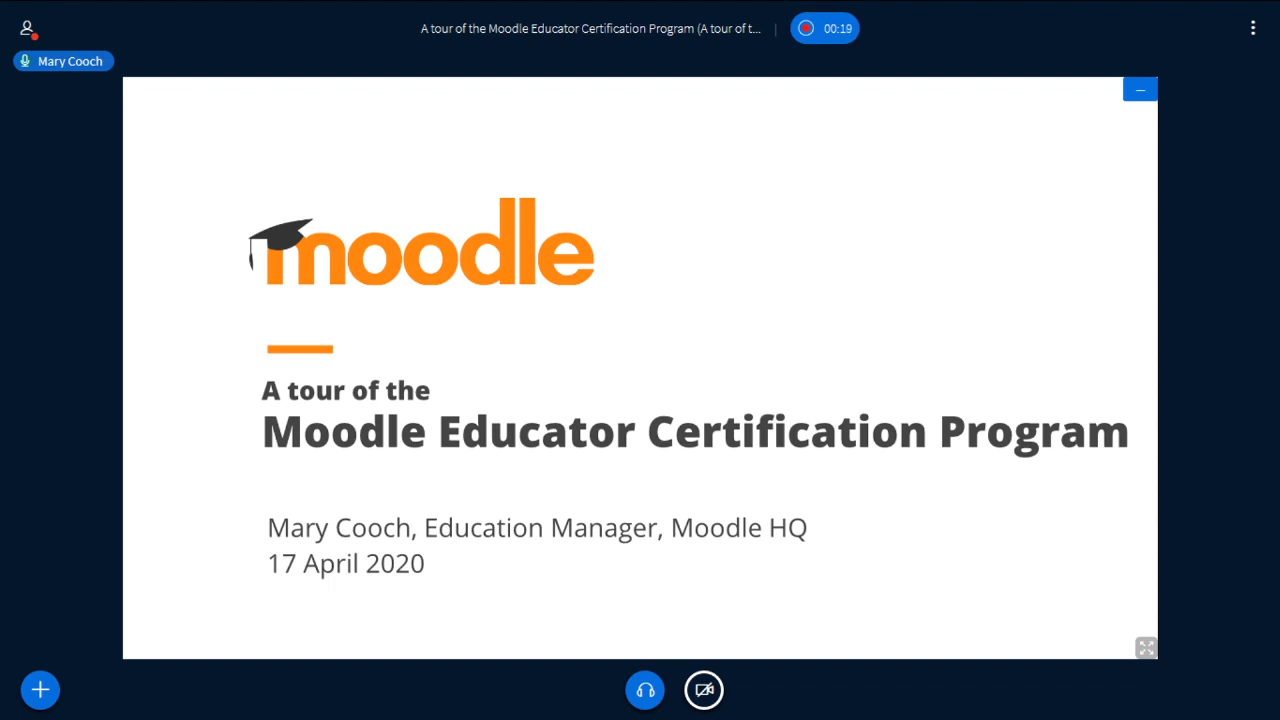 A tour of the Moodle Educator Certification Program (A tour of t...
00:19
Mary Cooch
moodle
A tour of the
Moodle Educator Certification Program
Mary Cooch, Education Manager, Moodle HQ
17 April 2020